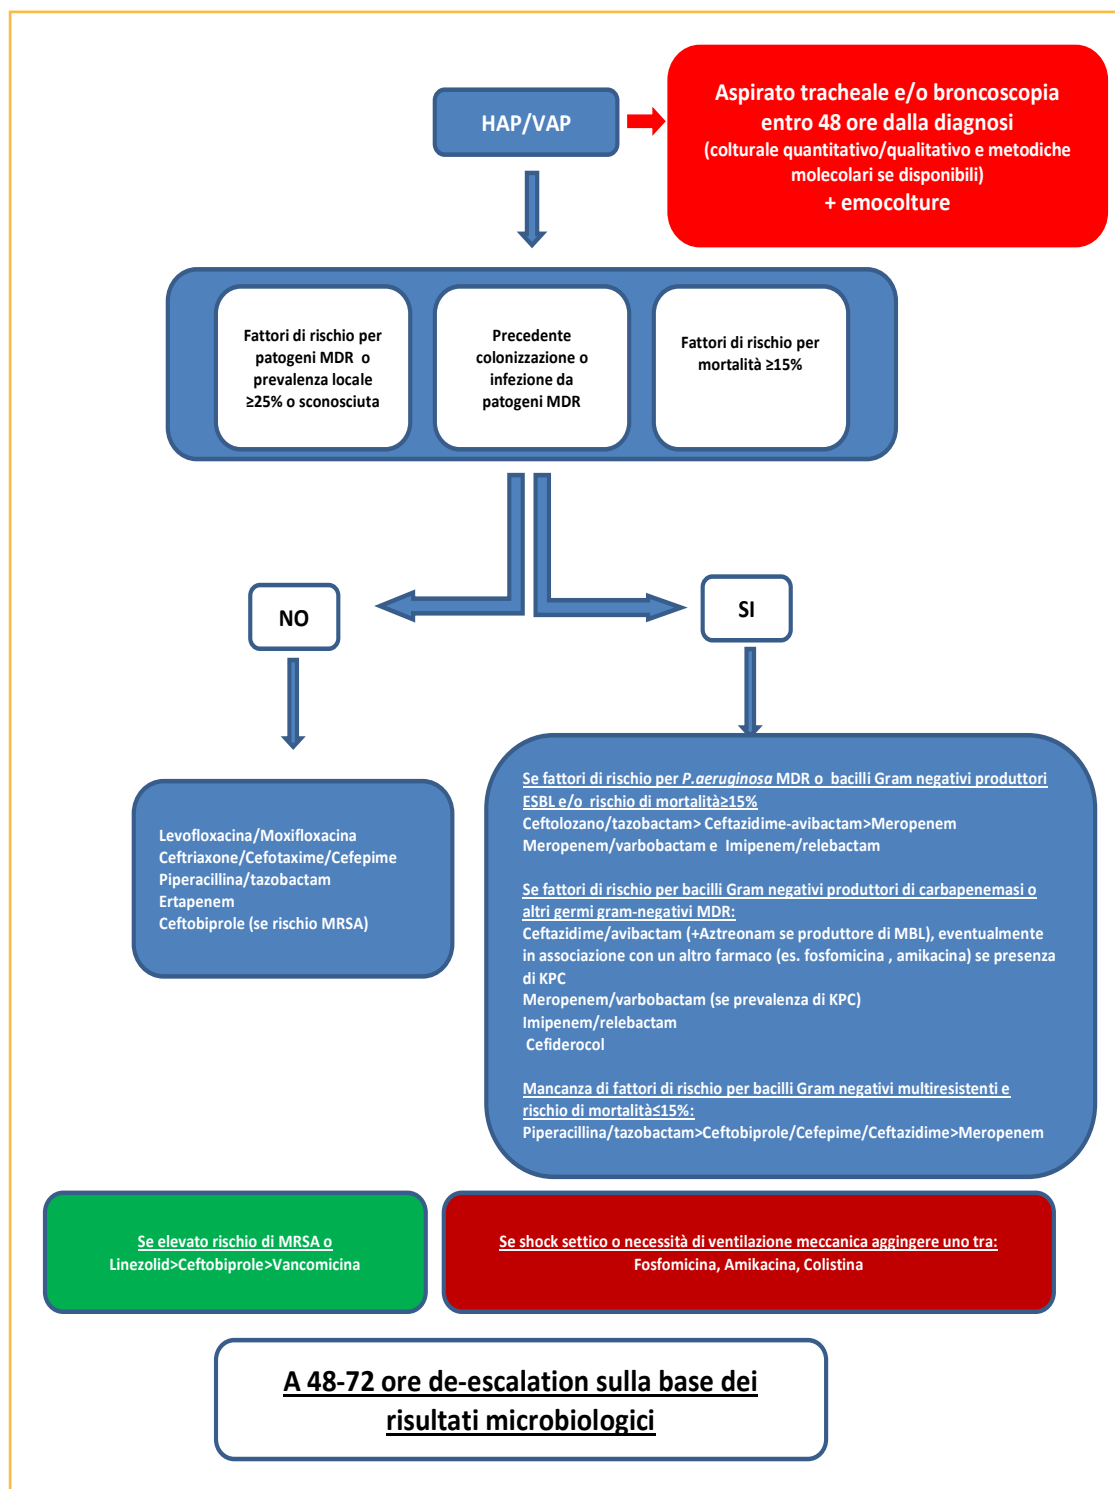 HAP/VAP
Aspirato tracheale e/o broncoscopia
entro 48 ore dalla diagnosi
(colturale quantitativo/qualitativo e metodiche
molecolari se disponibili)
+ emocolture
Fattori di rischio per
patogeni MDR o
prevalenza locale
≥25% o sconosciuta
Precedente
colonizzazione o
infezione da
patogeni MDR
Fattori di rischio per
mortalità ≥15%
NO
SI
Levofloxacina/Moxifloxacina
Ceftriaxone/Cefotaxime/Cefepime
Piperacillina/tazobactam
Ertapenem
Ceftobiprole (se rischio MRSA)
Se fattori di rischio per P.aeruginosa MDR o bacilli Gram negativi produttori
ESBL e/o rischio di mortalità≥15%
Ceftolozano/tazobactam> Ceftazidime-avibactam>Meropenem
Meropenem/varbobactam e Imipenem/relebactam
Se fattori di rischio per bacilli Gram negativi produttori di carbapenemasi o
altri germi gram-negativi MDR:
Ceftazidime/avibactam (+Aztreonam se produttore di MBL), eventualmente
in associazione con un altro farmaco (es. fosfomicina , amikacina) se presenza
di KPC
Meropenem/varbobactam (se prevalenza di KPC)
Imipenem/relebactam
Cefiderocol
Mancanza di fattori di rischio per bacilli Gram negativi multiresistenti e
rischio di mortalità≤15%:
Piperacillina/tazobactam>Ceftobiprole/Cefepime/Ceftazidime>Meropenem
Se elevato rischio di MRSA o
Linezolid>Ceftobiprole>Vancomicina
Se shock settico o necessità di ventilazione meccanica aggingere uno tra:
Fosfomicina, Amikacina, Colistina
A 48-72 ore de-escalation sulla base dei
risultati microbiologici